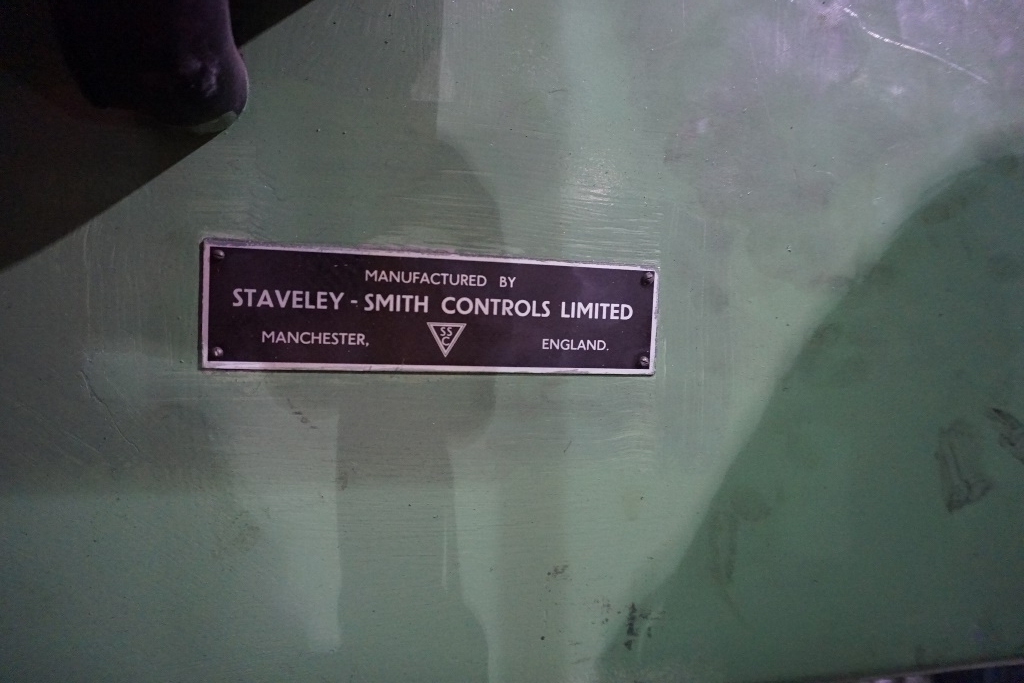 MANUFACTURED BY
STAVELEY - SMITH CONTROLS LIMITED
MANCHESTER, SSC ENGLAND.